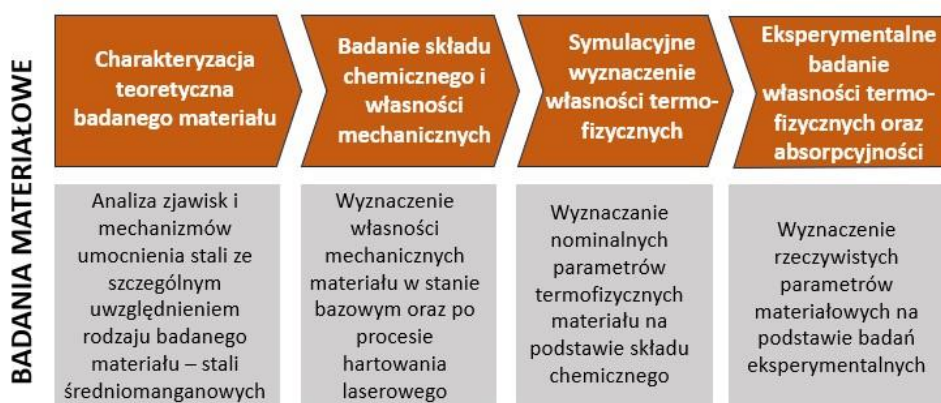 BADANIA MATERIAŁOWE
Charakteryzacja
teoretyczna
badanego materiału
Badanie składu
chemicznego i
własności
mechanicznych
Symulacyjne
wyznaczenie
własności termo-
fizycznych
Eksperymentalne
badanie
własności termo-
fizycznych oraz
absorpcyjności
Analiza zjawisk i
mechanizmów
umocnienia stali ze
szczególnym
uwzględnieniem
rodzaju badanego
materiału – stali
średniomanganowych
Wyznaczenie
własności
mechanicznych
materiału w stanie
bazowym oraz po
procesie
hartowania
laserowego
Wyznaczanie
nominalnych
parametrów
termofizycznych
materiału na
podstawie składu
chemicznego
Wyznaczenie
rzeczywistych
parametrów
materiałowych na
podstawie badań
eksperymentalnych